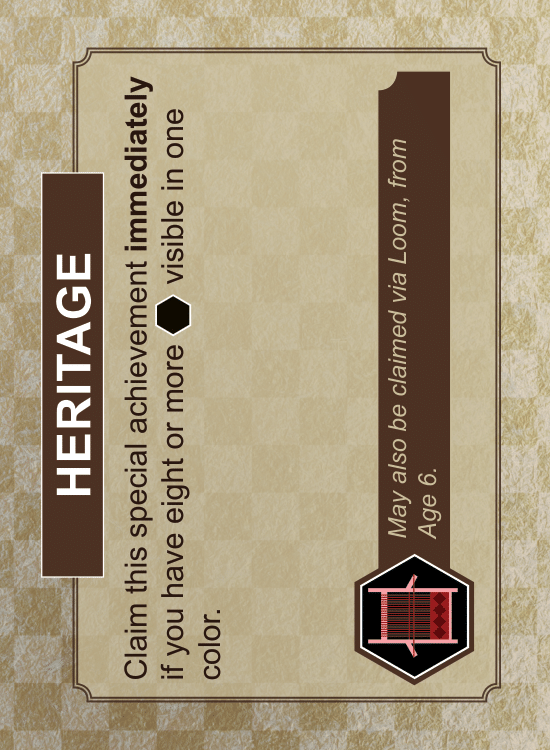 HERITAGE
Claim this special achievement immediately
if you have eight or more visible in one
color.
May also be claimed via Loom, from
Age 6.